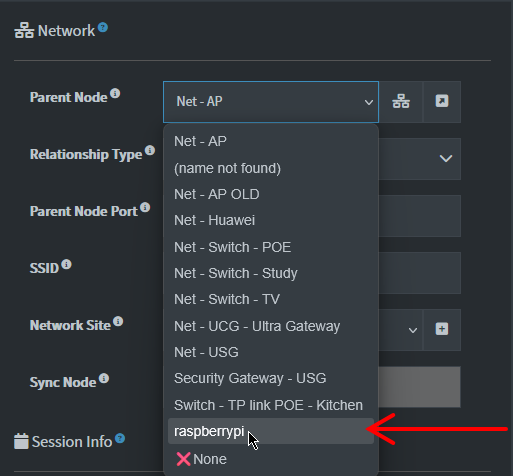 Network
Parent Node
Net - AP
Net - AP
Relationship Type
(name not found)
Net - AP OLD
Parent Node Port
Net - Huawei
Net - Switch - POE
SSID
Net - Switch - Study
Net - Switch - TV
Network Site
Net - UCG - Ultra Gateway
Net - USG
Sync Node
Security Gateway - USG
Switch - TP link POE - Kitchen
raspberrypi
Session Info
❌None